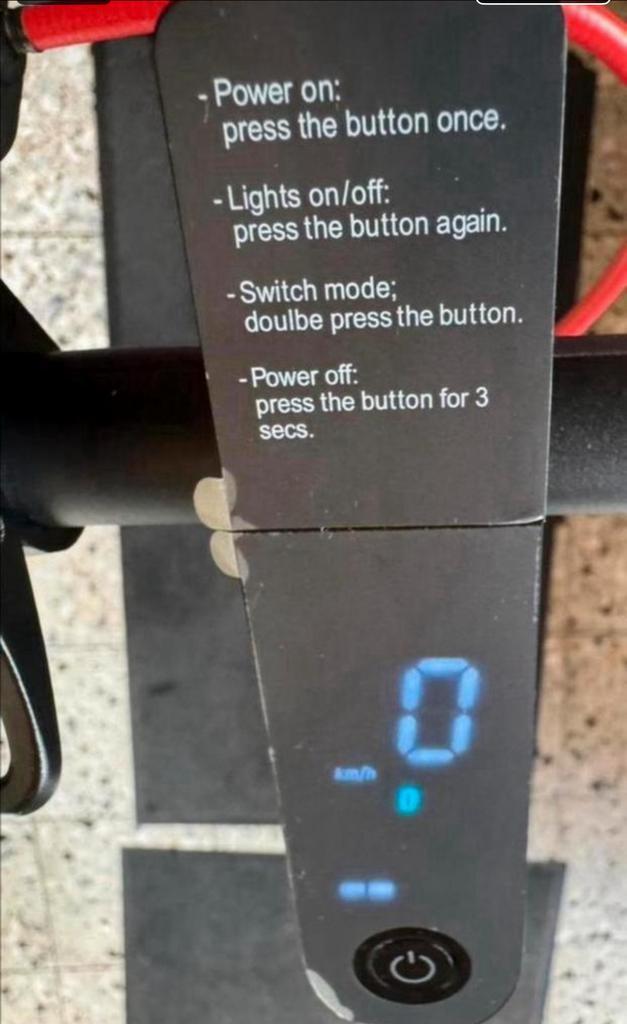 - Power on:
press the button once.
- Lights on/off:
press the button again.
- Switch mode;
doulbe press the button.
- Power off:
press the button for 3
secs.
0
km/h
D